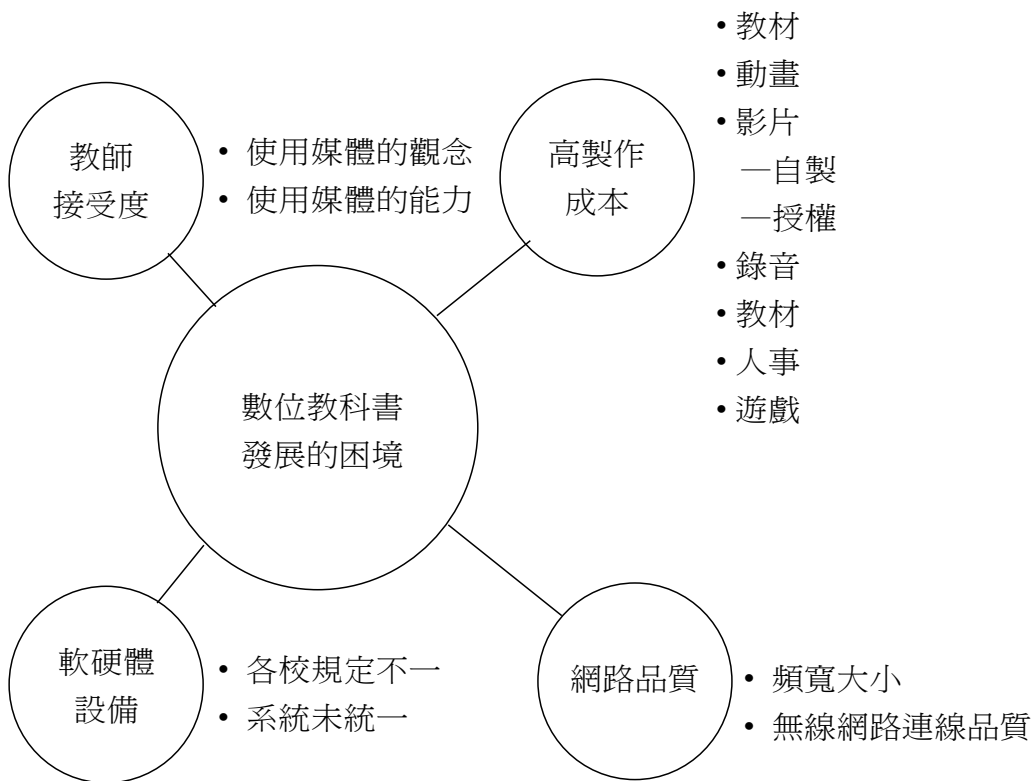 教師
接受度
• 使用媒體的觀念
• 使用媒體的能力
高製作
成本
• 教材
• 動畫
• 影片
—自製
—授權
• 錄音
• 教材
• 人事
• 遊戲
數位教科書
發展的困境
軟硬體
設備
• 各校規定不一
• 系統未統一
網路品質
• 頻寬大小
• 無線網路連線品質